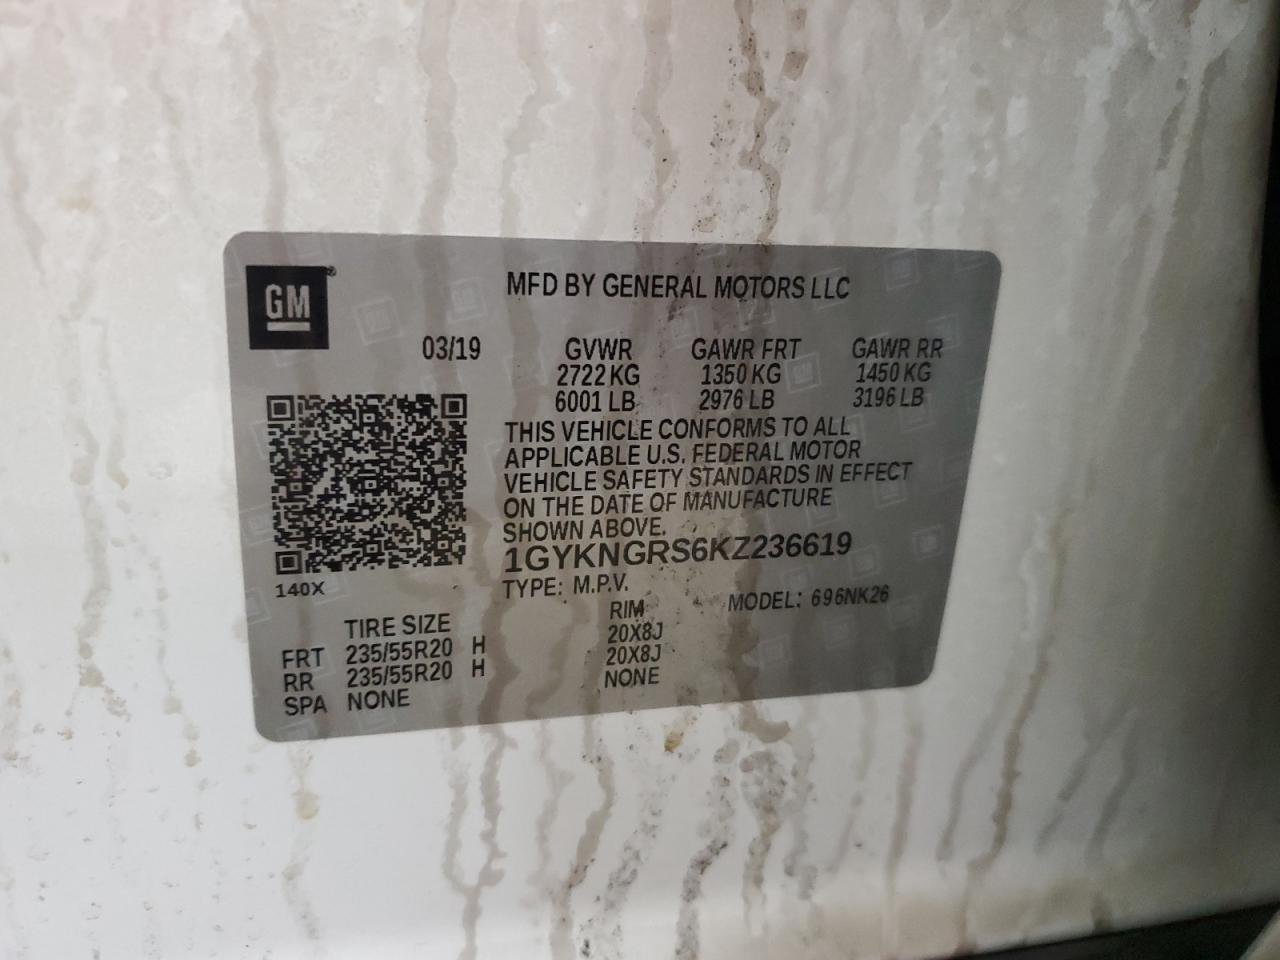 GM®
MFD BY GENERAL MOTORS LLC
03/19 GVWR GAWR FRT GAWR RR
2722 KG 1350 KG 1450 KG
6001 LB 2976 LB 3196 LB
THIS VEHICLE CONFORMS TO ALL
APPLICABLE U.S. FEDERAL MOTOR
VEHICLE SAFETY STANDARDS IN EFFECT
ON THE DATE OF MANUFACTURE
SHOWN ABOVE.
1GYKNGRS6KZ236619
140X
TYPE: M.P.V. MODEL: 696NK26
TIRE SIZE RIM
FRT 235/55R20 H 20X8J
RR 235/55R20 H 20X8J
SPA NONE NONE